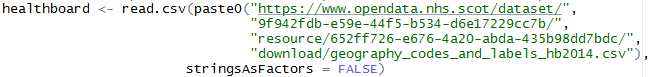 healthboard <- read.csv(paste0("https://www.opendata.nhs.scot/dataset/",
"9f942fdb-e59e-44f5-b534-d6e17229cc7b/",
"resource/652ff726-e676-4a20-abda-435b98dd7bdc/",
"download/geography_codes_and_labels_hb2014.csv"),
stringsAsFactors = FALSE)